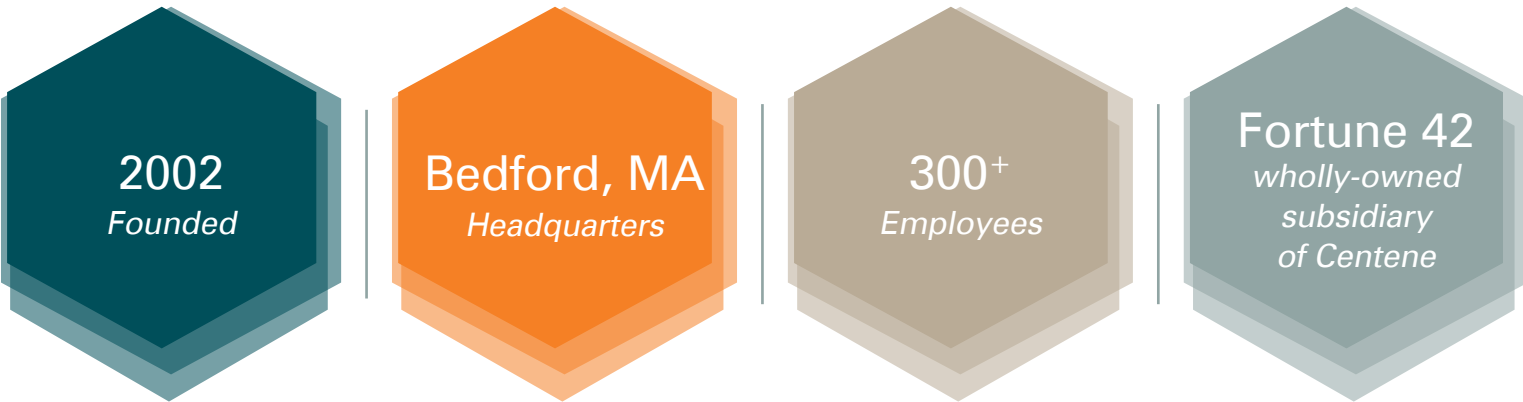 2002
Founded
Bedford, MA
Headquarters
300+
Employees
Fortune 42
wholly-owned
subsidiary
of Centene